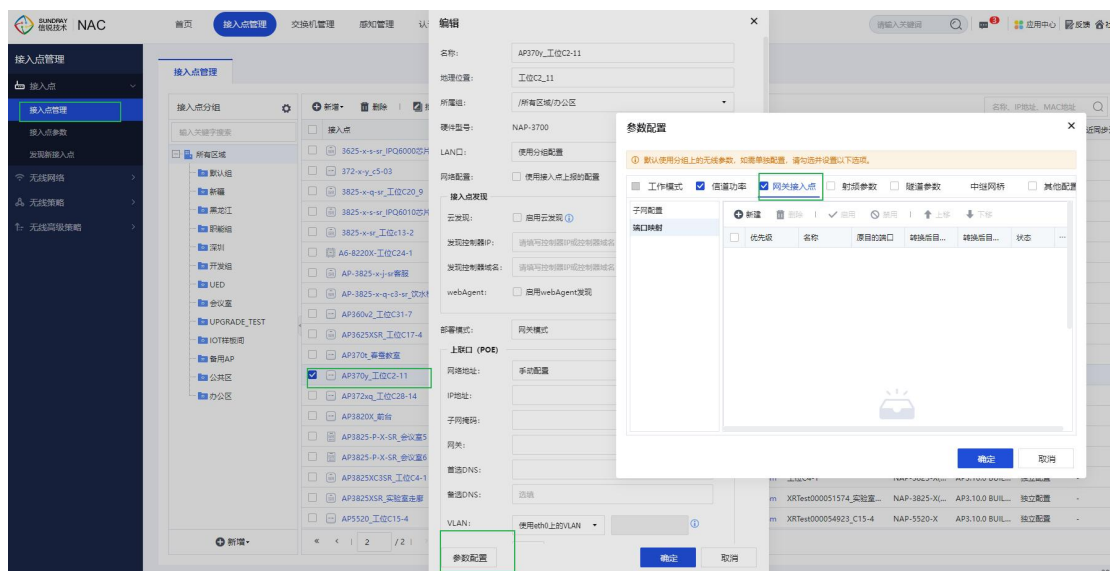 SUNDRAY
信锐技术 NAC
首页 接入点管理 交换机管理 感知管理
请输入关键词
应用中心 反馈
接入点管理
接入点
接入点管理
接入点参数
发现新接入点
无线网络
无线策略
无线高级策略
接入点管理
接入点分组
输入关键字搜索
所有区域
默认组
新疆
黑龙江
职能组
深圳
开发组
UED
会议室
UPGRADE_TEST
IOT样板间
备用AP
公共区
办公区
新增
新增 删除
接入点
3625-x-s-sr_IPQ6000芯片
372-x-y_c5-03
3825-x-q-sr_工位C20_9
3825-x-s-sr_IPQ6010芯片
3825-x-sr_工位c13-2
A6-8220X-工位C24-1
AP-3825-x-j-sr客服
AP-3825-x-q-c3-sr_饮水
AP360v2_工位C31-7
AP3625XSR_工位C17-4
AP370t_春蚕教室
AP370y_工位C2-11
AP372xq_工位C28-14
AP3820X_前台
AP3825-P-X-SR_会议室5
AP3825-P-X-SR_会议室6
AP3825XC3SR_工位C4-1
AP3825XSR_实验室走廊
AP5520_工位C15-4
2 /2
编辑
名称: AP370y_工位C2-11
地理位置: 工位C2_11
所属组: /所有区域/办公区
硬件型号: NAP-3700
LAN口: 使用分组配置
网络配置: 使用接入点上报的配置
接入点发现
云发现: 启用云发现
发现控制器IP: 请填写控制器IP或控制器域名
发现控制器域名: 请填写控制器IP或控制器域名
webAgent: 启用webAgent发现
部署模式: 网关模式
上联口 (POE)
网络地址: 手动配置
IP地址:
子网掩码:
网关:
首选DNS:
备选DNS: 选填
VLAN: 使用eth0上的VLAN
参数配置 确定 取消
名称、IP地址、MAC地址
参数配置
默认使用分组上的无线参数，如需单独配置，请勾选并设置以下选项。
工作模式 信道功率 网关接入点 射频参数 隧道参数 中继网桥 其他配置
子网配置
端口映射
新建 删除 启用 禁用 上移 下移
优先级 名称 原目的端口 转换后目... 转换后目... 状态
确定 取消
XRTest000051574_实验室... NAP-3825-X(... AP3.10.0 BUIL... 独立配置 -
XRTest000054923_C15-4 NAP-5520-X AP3.10.0 BUIL... 独立配置 -